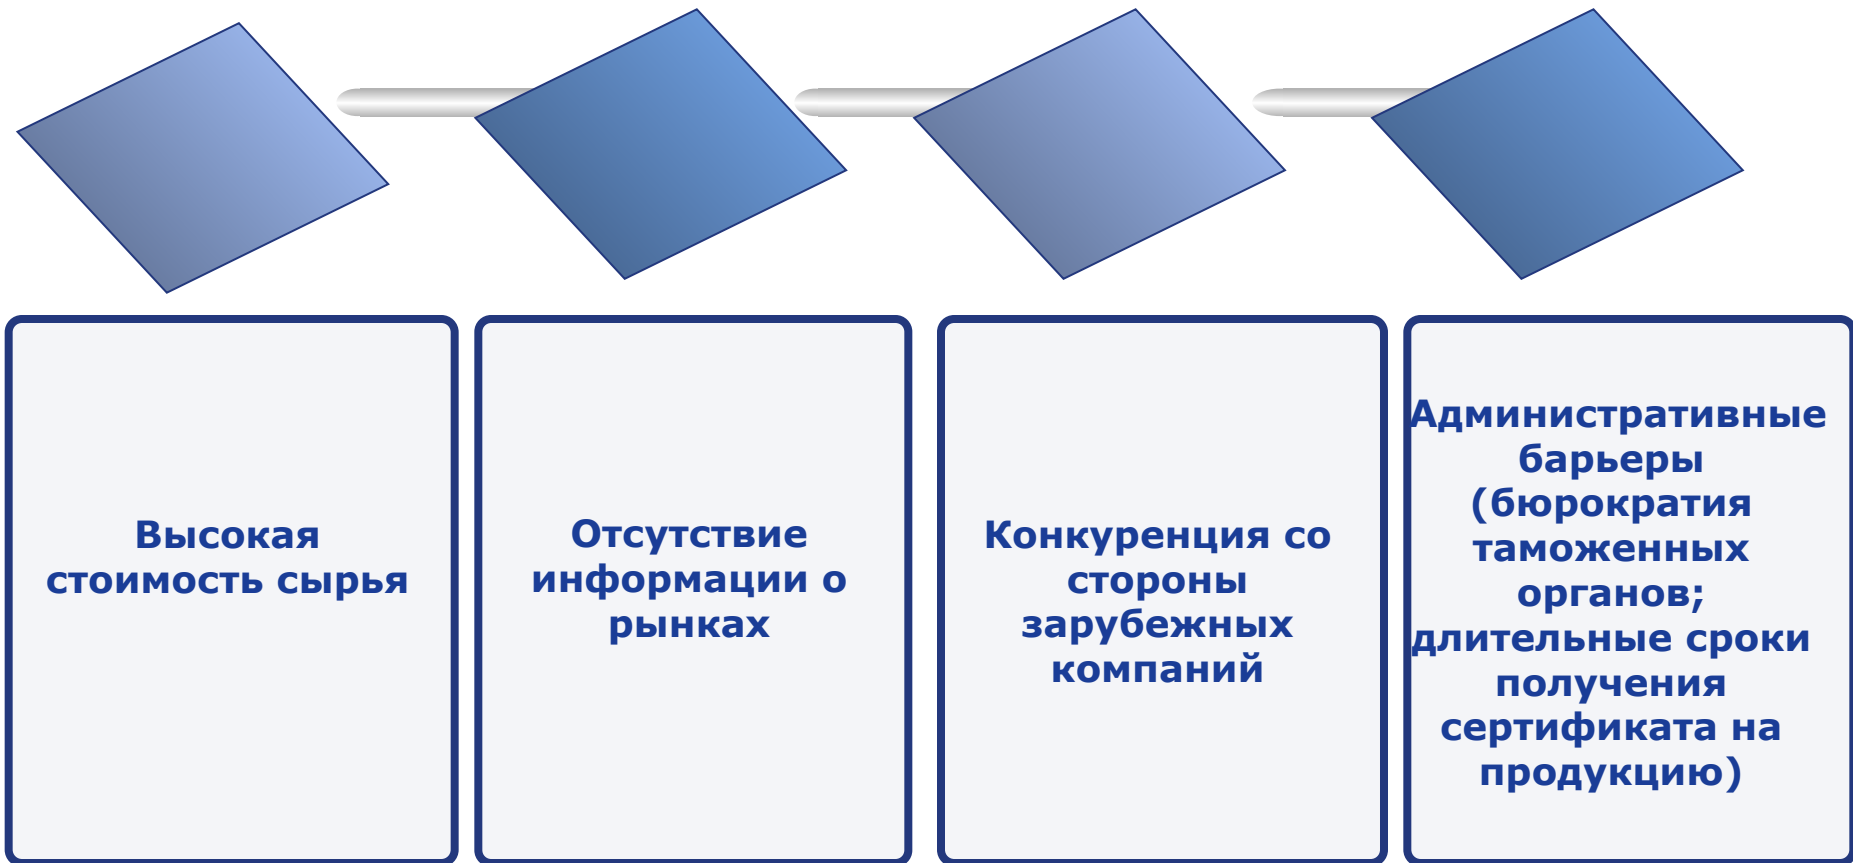 Высокая
стоимость сырья
Отсутствие
информации о
рынках
Конкуренция со
стороны
зарубежных
компаний
Административные
барьеры
(бюрократия
таможенных
органов;
длительные сроки
получения
сертификата на
продукцию)